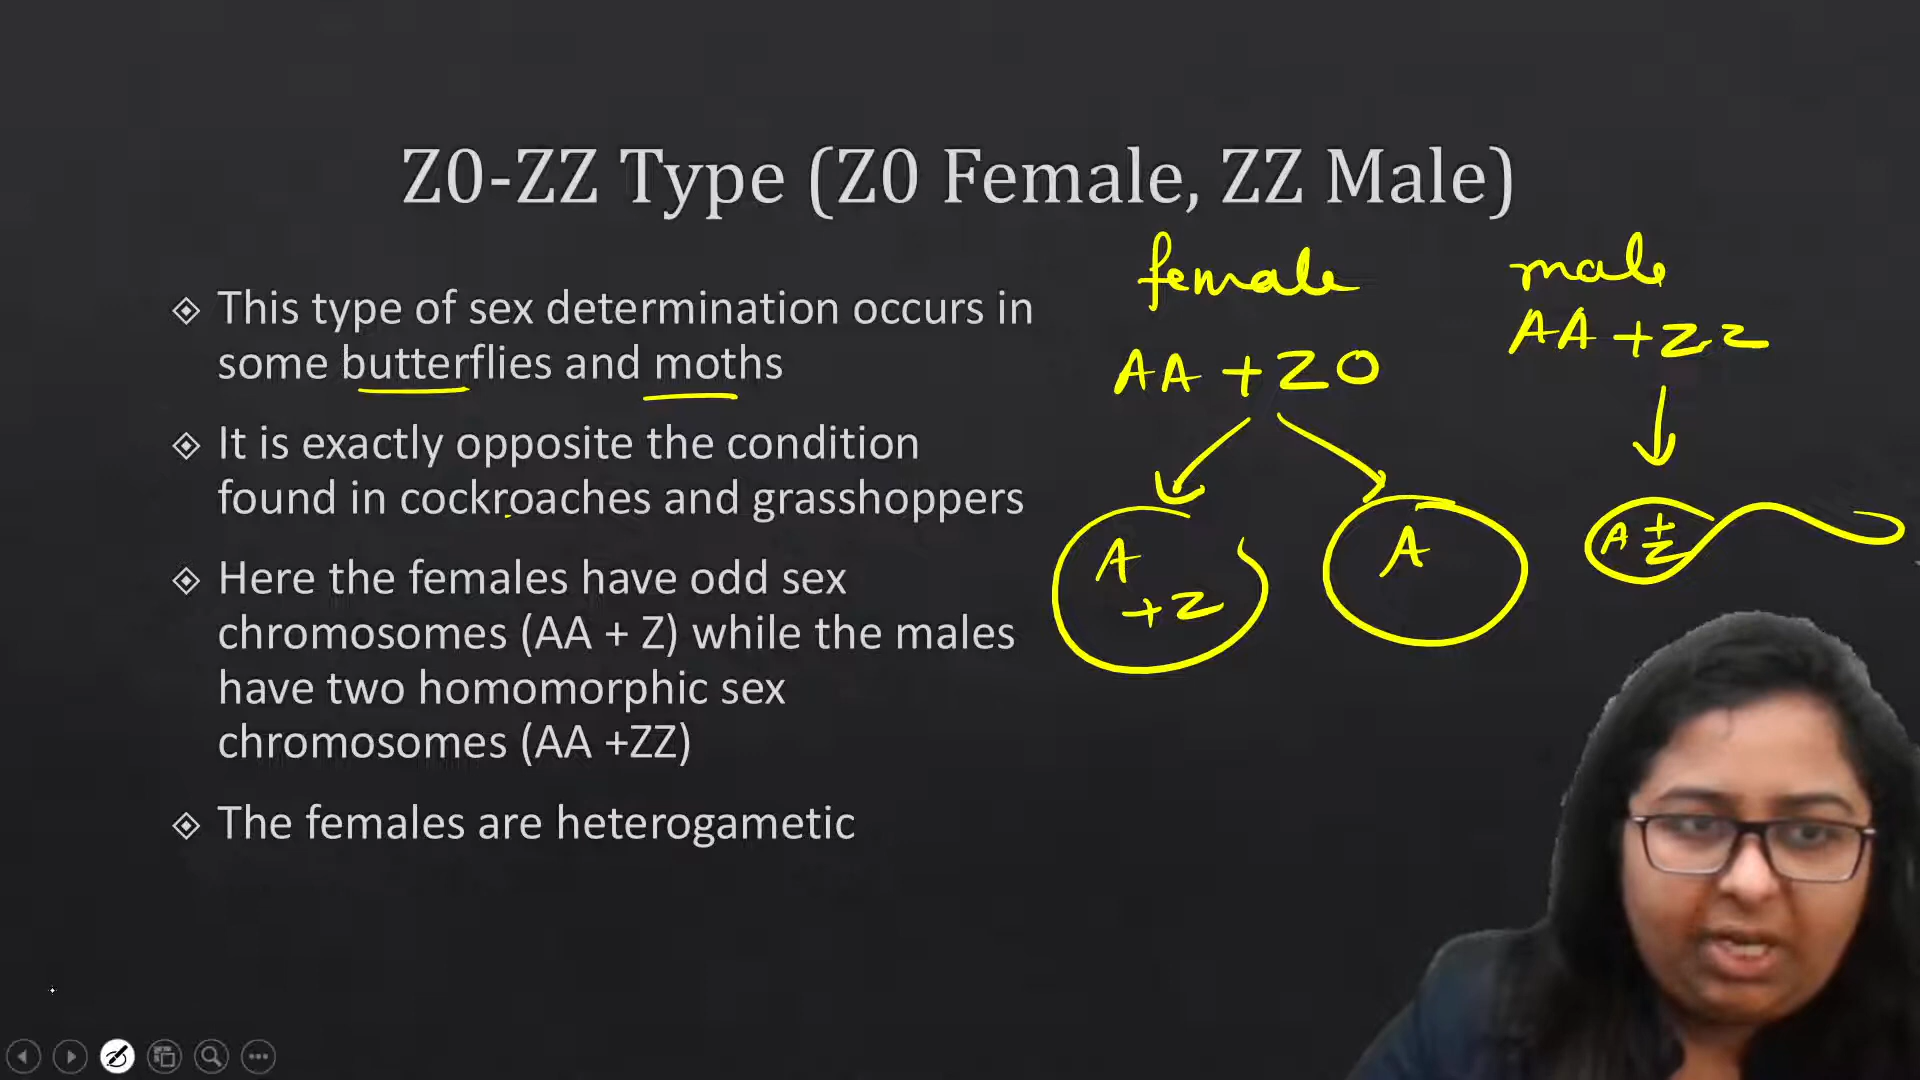 Z0-ZZ Type (Z0 Female, ZZ Male)
This type of sex determination occurs in
some butterflies and moths
It is exactly opposite the condition
found in cockroaches and grasshoppers
Here the females have odd sex
chromosomes (AA + Z) while the males
have two homomorphic sex
chromosomes (AA +ZZ)
The females are heterogametic
female
AA + Z0
A
+ Z
A
male
AA + ZZ
A +
Z